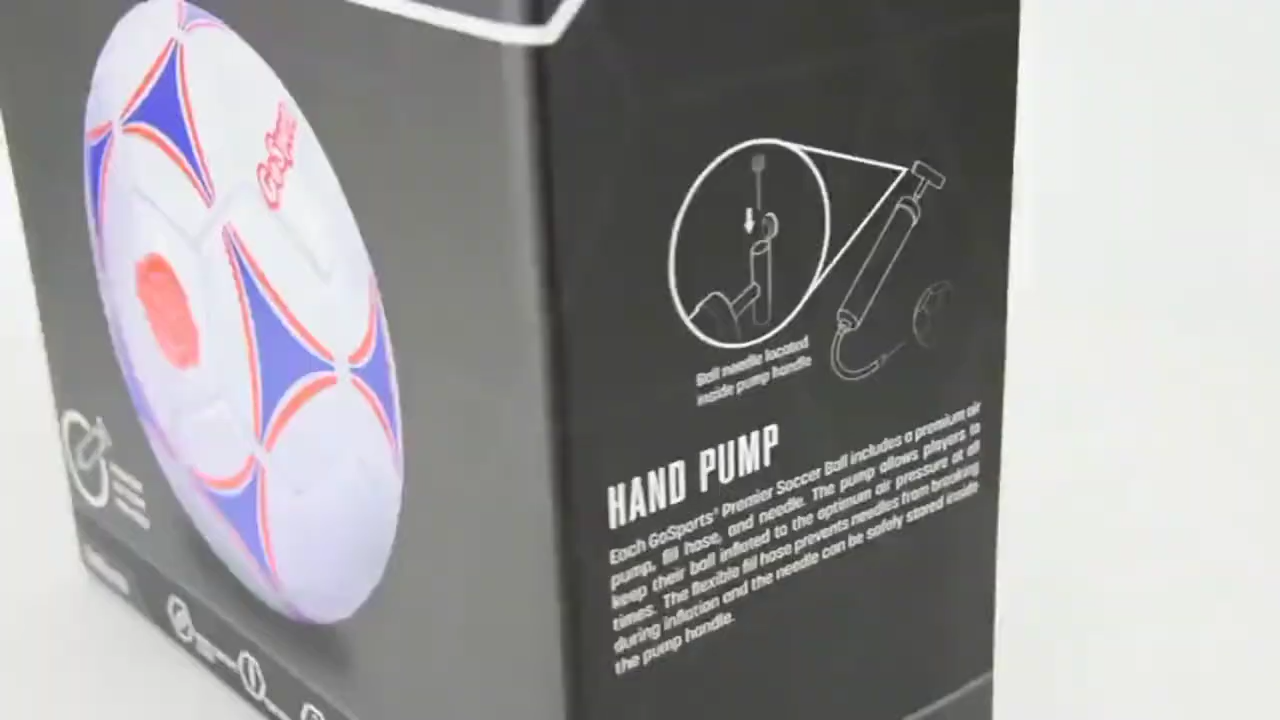 GoSports
Ball needle located
inside pump handle
HAND PUMP
Each GoSports' Premier Soccer Ball includes a premium air
pump, fill hose, and needle. The pump allows players to
keep their ball inflated to the optimum air pressure at all
times. The flexible fill hose prevents needles from breaking
during inflation and the needle can be safely stored inside
the pump handle.